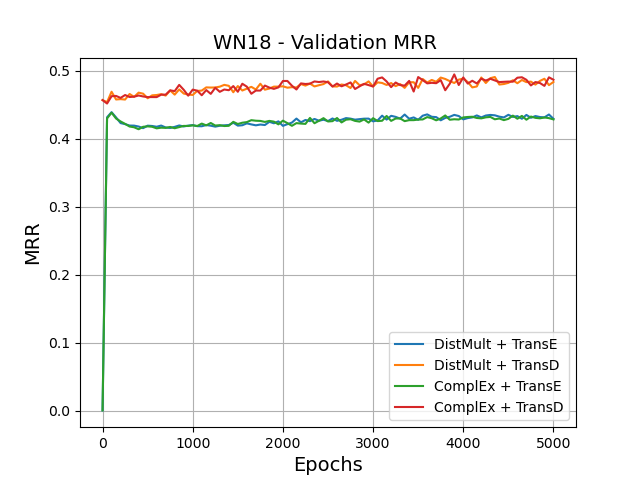 WN18 - Validation MRR
MRR
0.5
0.4
0.3
0.2
0.1
0.0
DistMult + TransE
DistMult + TransD
ComplEx + TransE
ComplEx + TransD
0 1000 2000 3000 4000 5000
Epochs